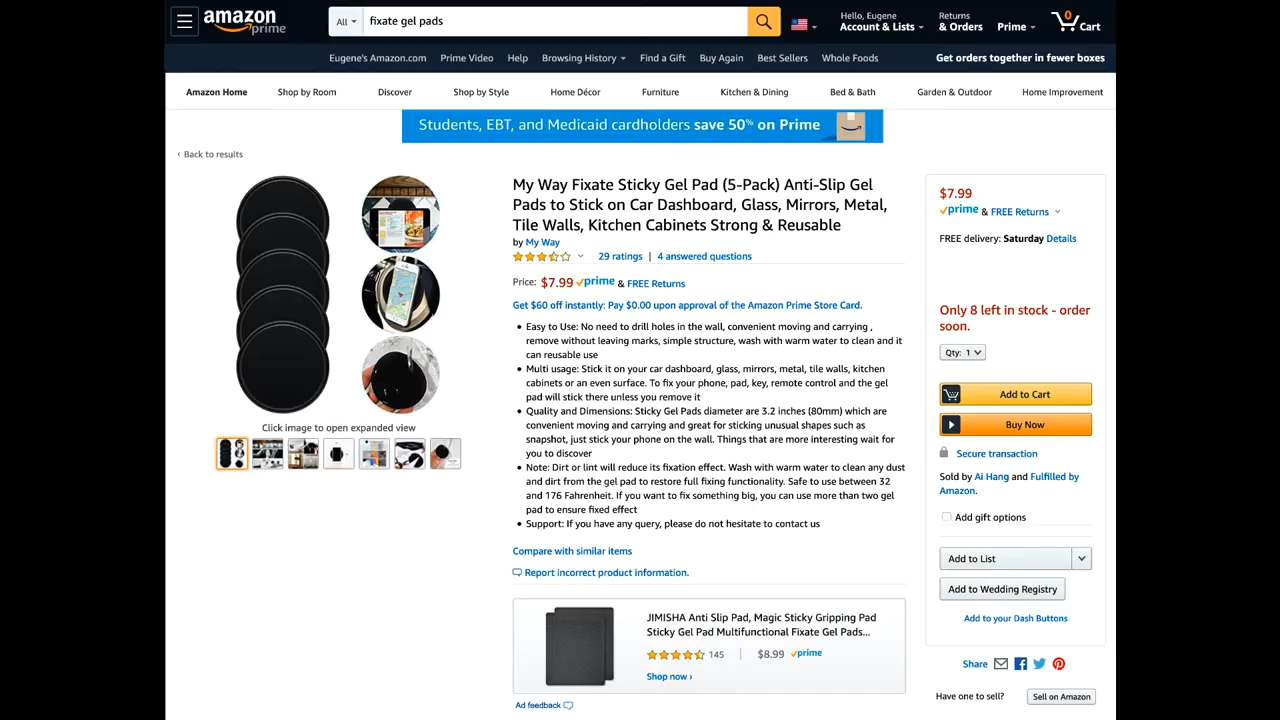 amazon
prime
All
fixate gel pads
Hello, Eugene
Account & Lists
Returns
& Orders
Prime
0
Cart
Eugene's Amazon.com
Prime Video
Help
Browsing History
Find a Gift
Buy Again
Best Sellers
Whole Foods
Get orders together in fewer boxes
Amazon Home
Shop by Room
Discover
Shop by Style
Home Décor
Furniture
Kitchen & Dining
Bed & Bath
Garden & Outdoor
Home Improvement
Students, EBT, and Medicaid cardholders save 50% on Prime
‹ Back to results
Click image to open expanded view
My Way Fixate Sticky Gel Pad (5-Pack) Anti-Slip Gel
Pads to Stick on Car Dashboard, Glass, Mirrors, Metal,
Tile Walls, Kitchen Cabinets Strong & Reusable
by My Way
29 ratings | 4 answered questions
Price: $7.99 prime & FREE Returns
Get $60 off instantly: Pay $0.00 upon approval of the Amazon Prime Store Card.
• Easy to Use: No need to drill holes in the wall, convenient moving and carrying ,
remove without leaving marks, simple structure, wash with warm water to clean and it
can reusable use
• Multi usage: Stick it on your car dashboard, glass, mirrors, metal, tile walls, kitchen
cabinets or an even surface. To fix your phone, pad, key, remote control and the gel
pad will stick there unless you remove it
• Quality and Dimensions: Sticky Gel Pads diameter are 3.2 inches (80mm) which are
convenient moving and carrying and great for sticking unusual shapes such as
snapshot, just stick your phone on the wall. Things that are more interesting wait for
you to discover
• Note: Dirt or lint will reduce its fixation effect. Wash with warm water to clean any dust
and dirt from the gel pad to restore full fixing functionality. Safe to use between 32
and 176 Fahrenheit. If you want to fix something big, you can use more than two gel
pad to ensure fixed effect
• Support: If you have any query, please do not hesitate to contact us
Compare with similar items
Report incorrect product information.
JIMISHA Anti Slip Pad, Magic Sticky Gripping Pad
Sticky Gel Pad Multifunctional Fixate Gel Pads...
145 | $8.99 prime
Shop now ›
Ad feedback
$7.99
prime & FREE Returns
FREE delivery: Saturday Details
Only 8 left in stock - order
soon.
Qty: 1
Add to Cart
Buy Now
Secure transaction
Sold by Ai Hang and Fulfilled by
Amazon.
Add gift options
Add to List
Add to Wedding Registry
Add to your Dash Buttons
Share
Have one to sell?
Sell on Amazon